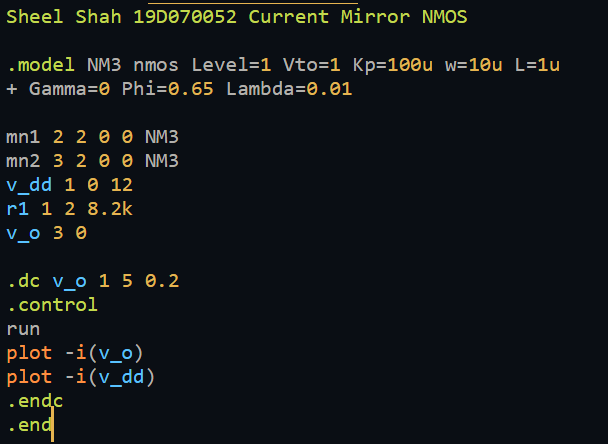 Sheel Shah 19D070052 Current Mirror NMOS
.model NM3 nmos Level=1 Vto=1 Kp=100u w=10u L=1u
+ Gamma=0 Phi=0.65 Lambda=0.01
mn1 2 2 0 0 NM3
mn2 3 2 0 0 NM3
v_dd 1 0 12
r1 1 2 8.2k
v_o 3 0
.dc v_o 1 5 0.2
.control
run
plot -i(v_o)
plot -i(v_dd)
.endc
.end